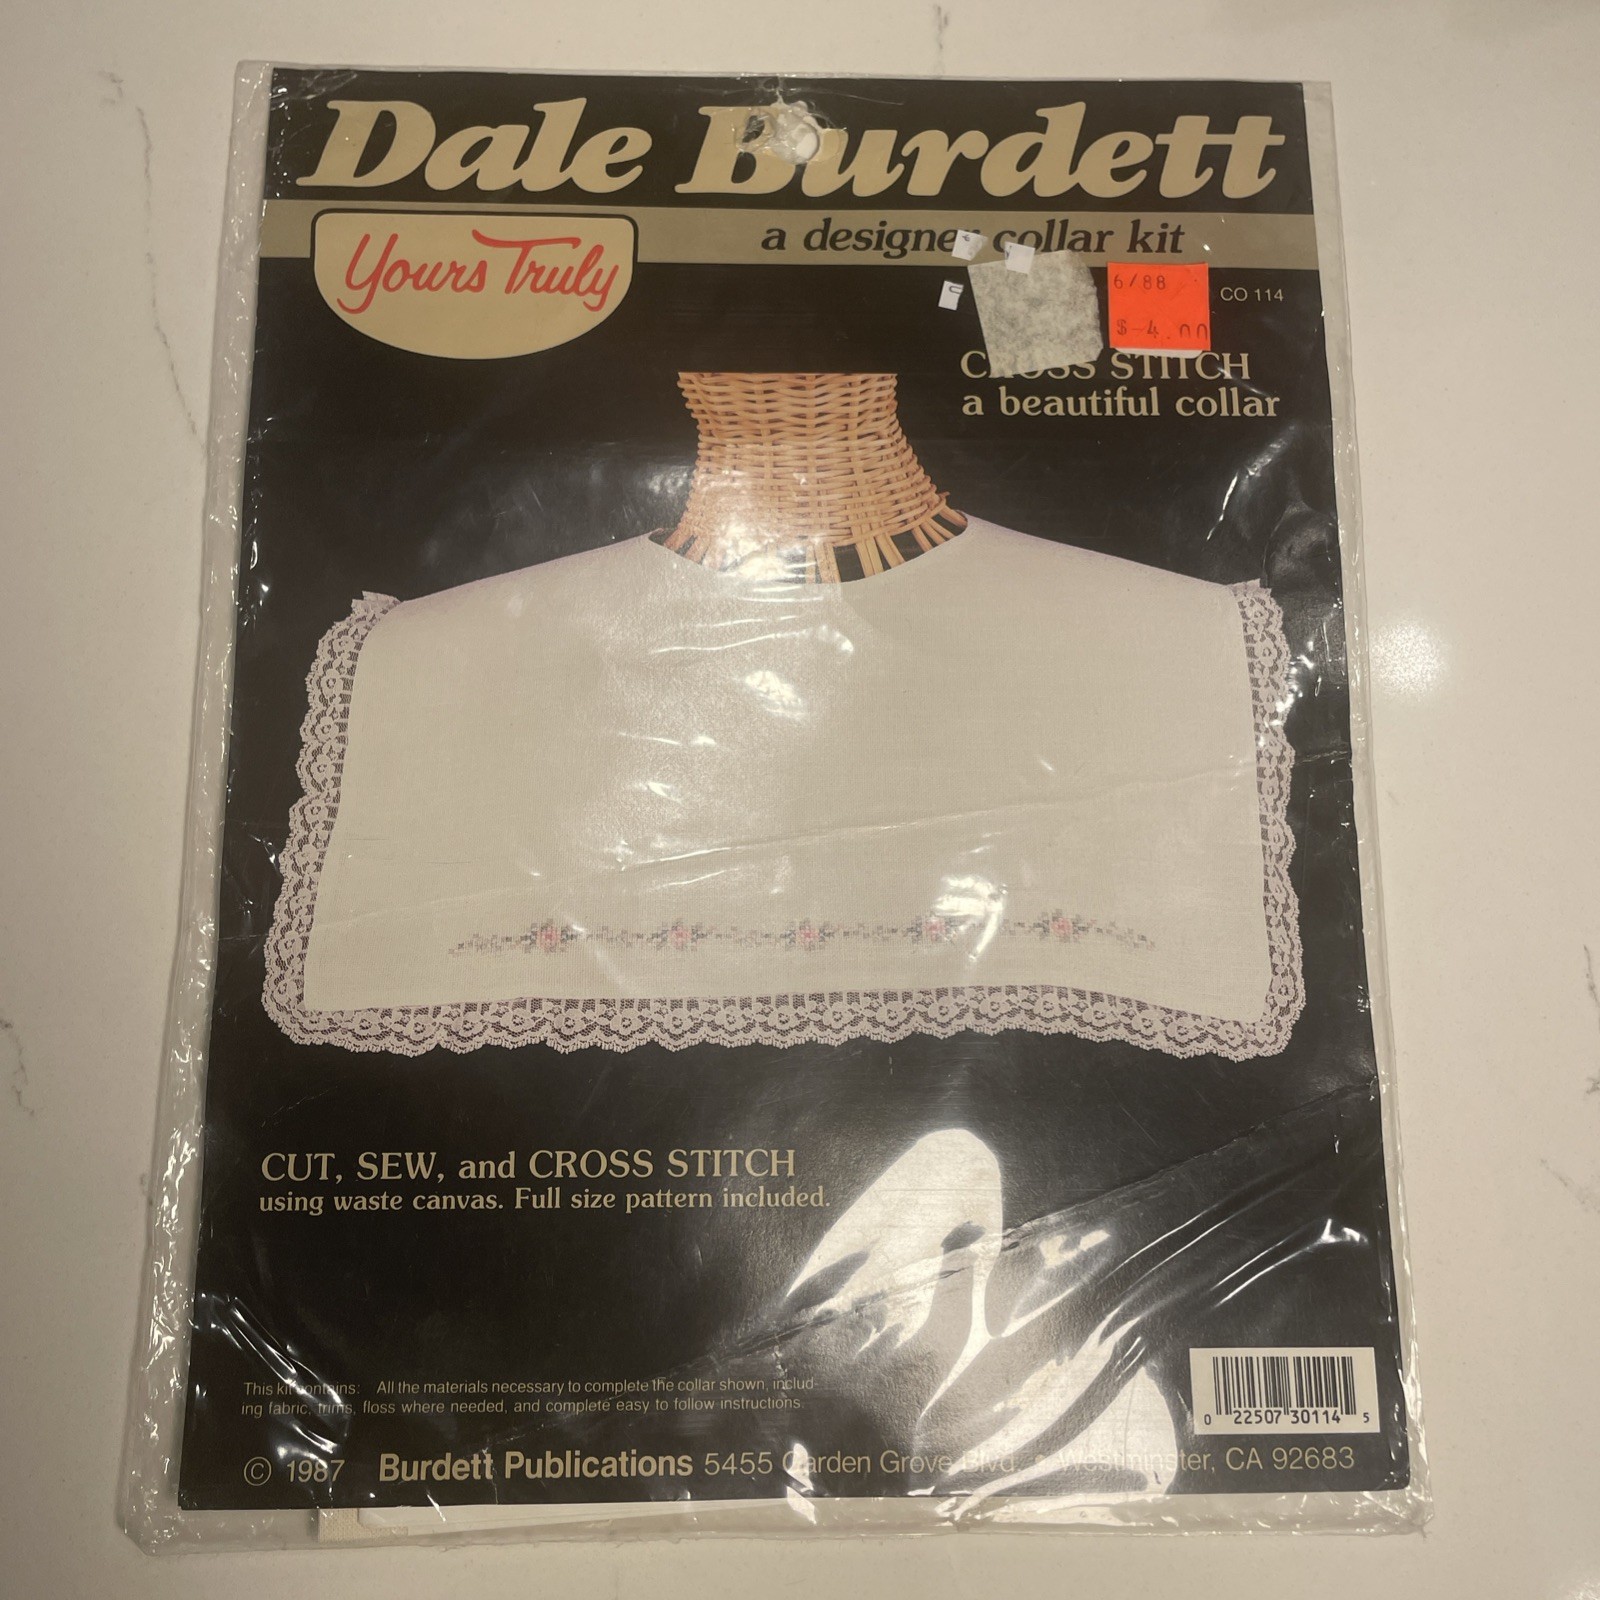 Dale Burdett
Yours Truly
a designer collar kit
6/88
$-4.00
CO 114
CROSS STITCH
a beautiful collar
CUT, SEW, and CROSS STITCH
using waste canvas. Full size pattern included.
This kit contains: All the materials necessary to complete the collar shown, includ-
ing fabric, trims, floss where needed, and complete easy to follow instructions.
0 22507 30114 5
© 1987 Burdett Publications 5455 Garden Grove Blvd. • Westminster, CA 92683